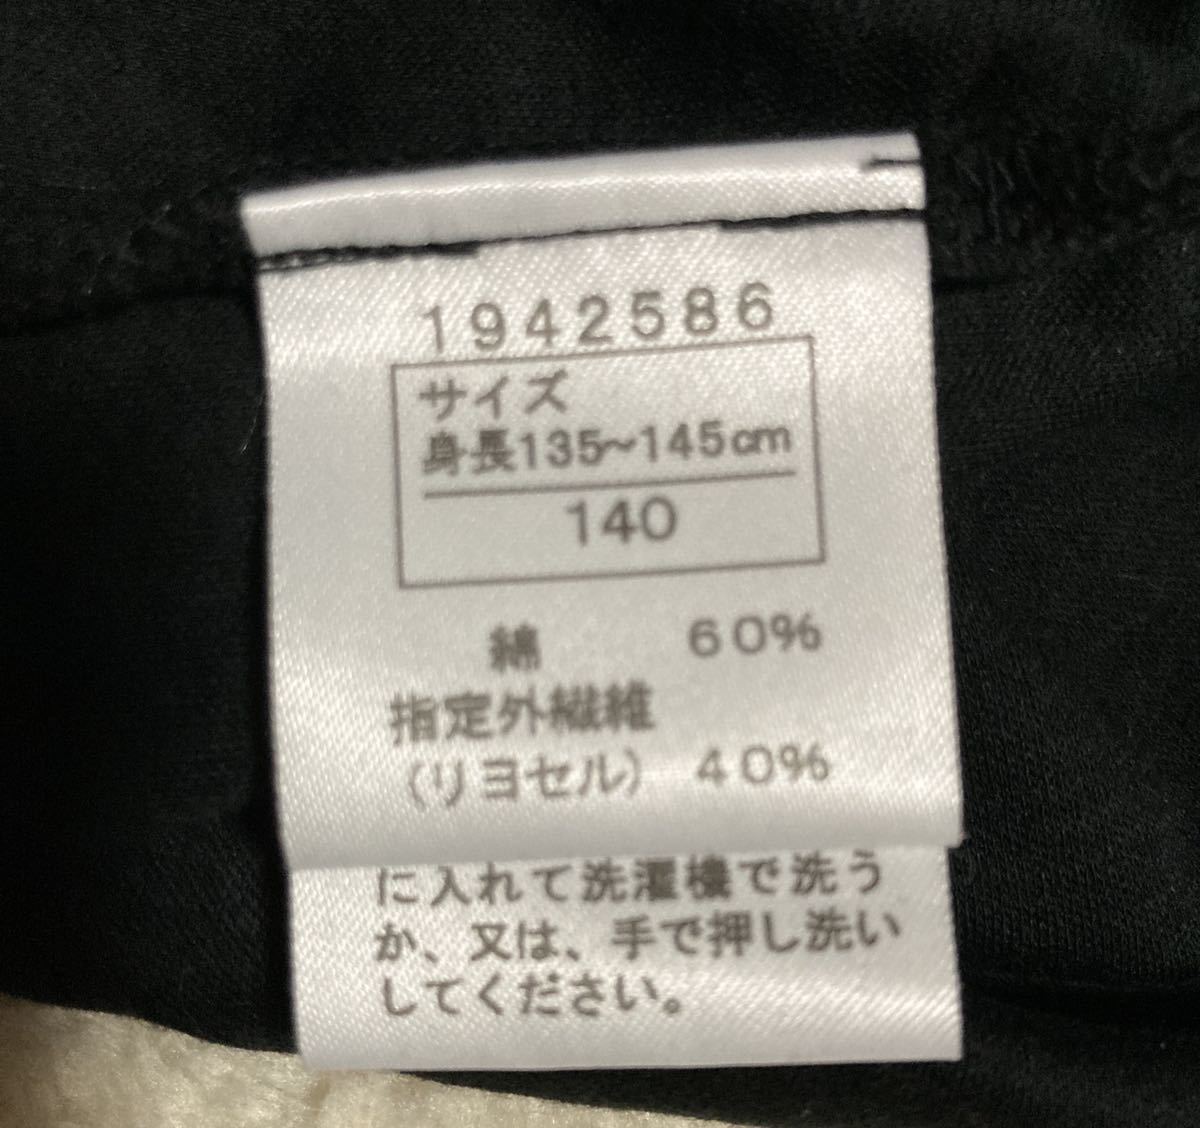 1942586
サイズ
身長135~145cm
140
綿 60%
指定外繊維
(リヨセル) 40%
に入れて洗濯機で洗う
か、又は、手で押し洗い
してください。